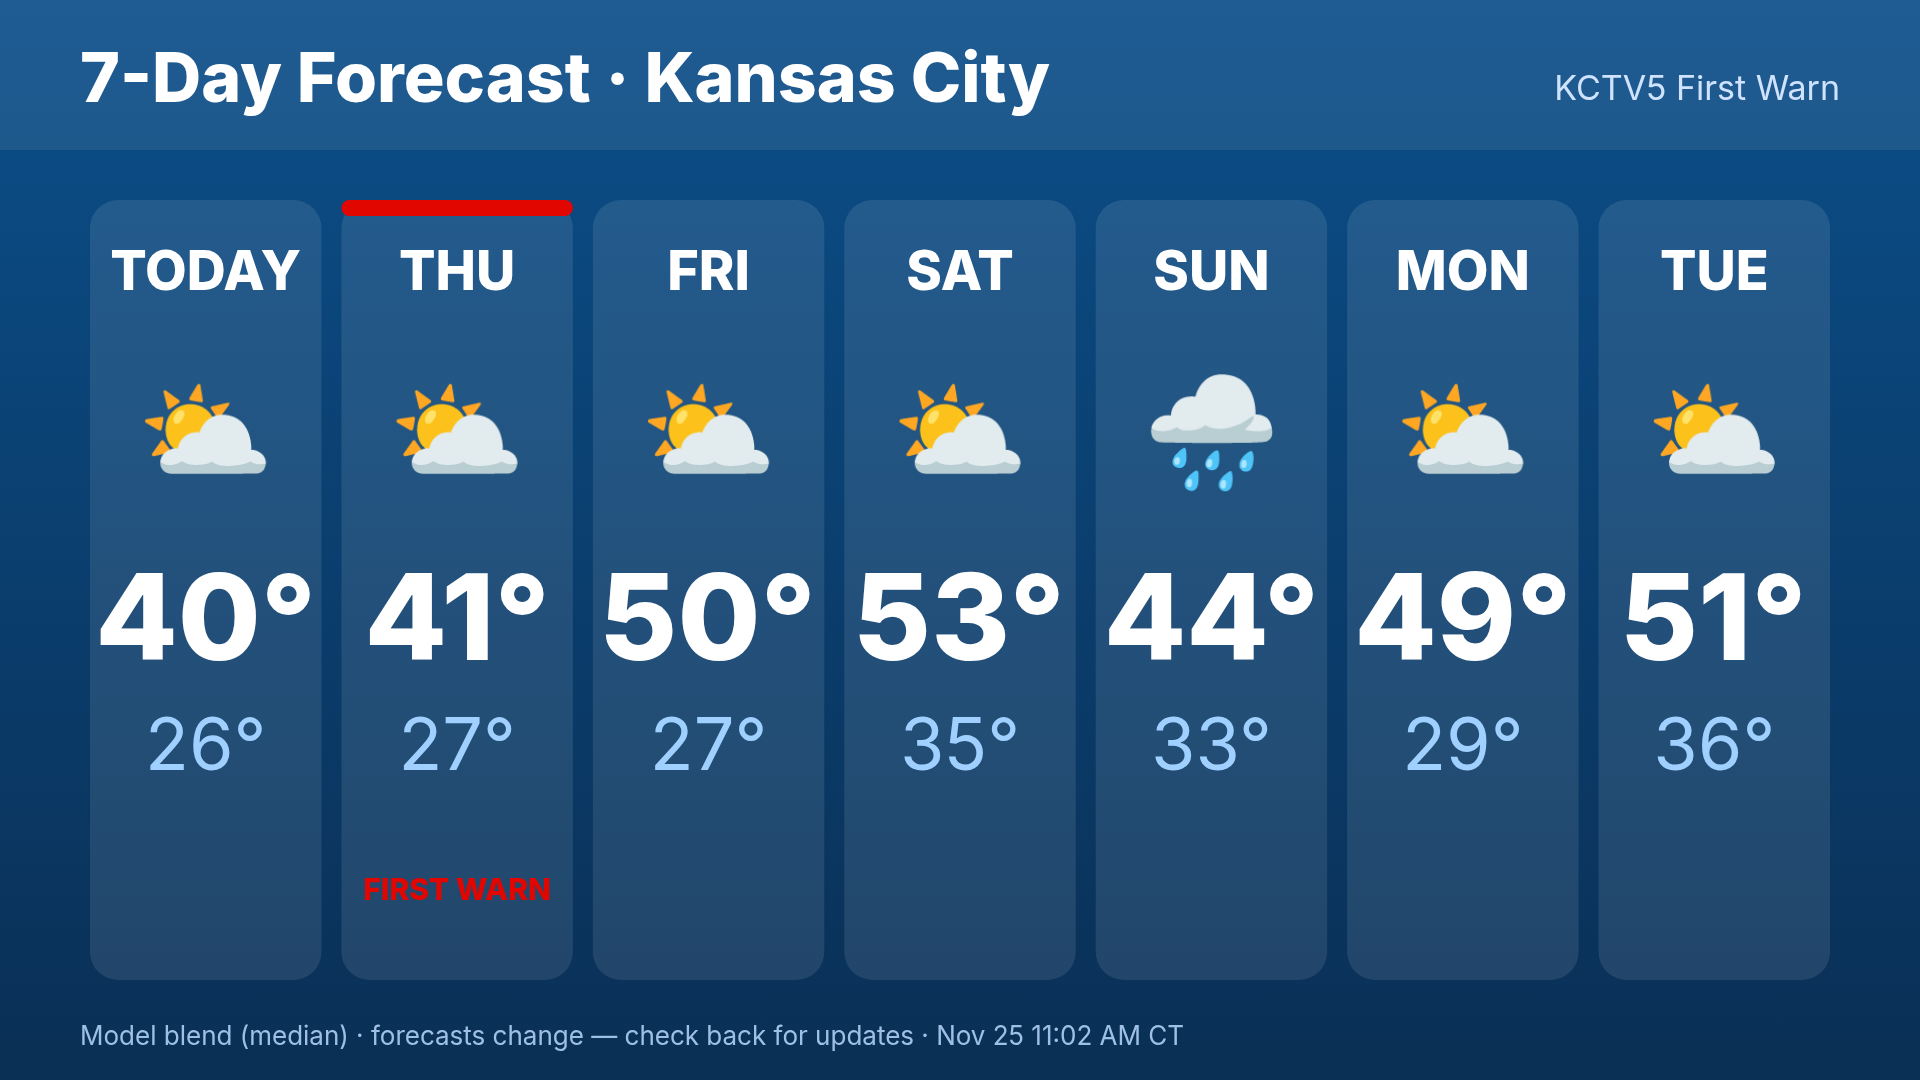 7-Day Forecast · Kansas City
KCTV5 First Warn
TODAY
40°
26°
THU
41°
27°
FIRST WARN
FRI
50°
27°
SAT
53°
35°
SUN
44°
33°
MON
49°
29°
TUE
51°
36°
Model blend (median) · forecasts change — check back for updates · Nov 25 11:02 AM CT